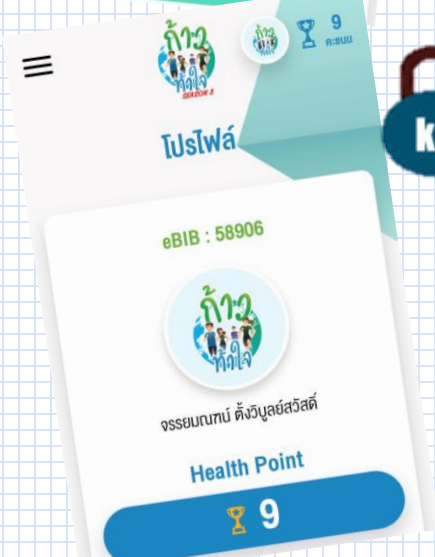 ก้าว
ท้าใจ
SEASON 3
9
คะแนน
โปรไฟล์
eBIB : 58906
ก้าว
ท้าใจ
จรรยมณฑน์ ตั้งวิบูลย์สวัสดิ์
Health Point
9
k